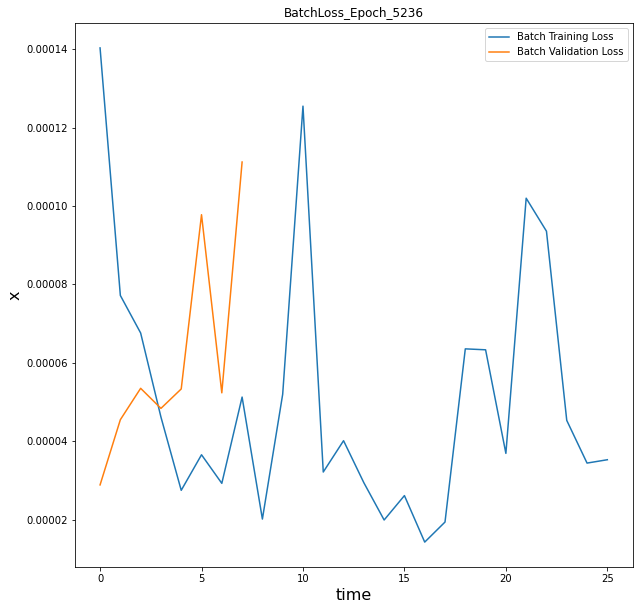 BatchLoss_Epoch_5236
Batch Training Loss
Batch Validation Loss
0.00014
0.00012
0.00010
0.00008
0.00006
0.00004
0.00002
x
0 5 10 15 20 25
time